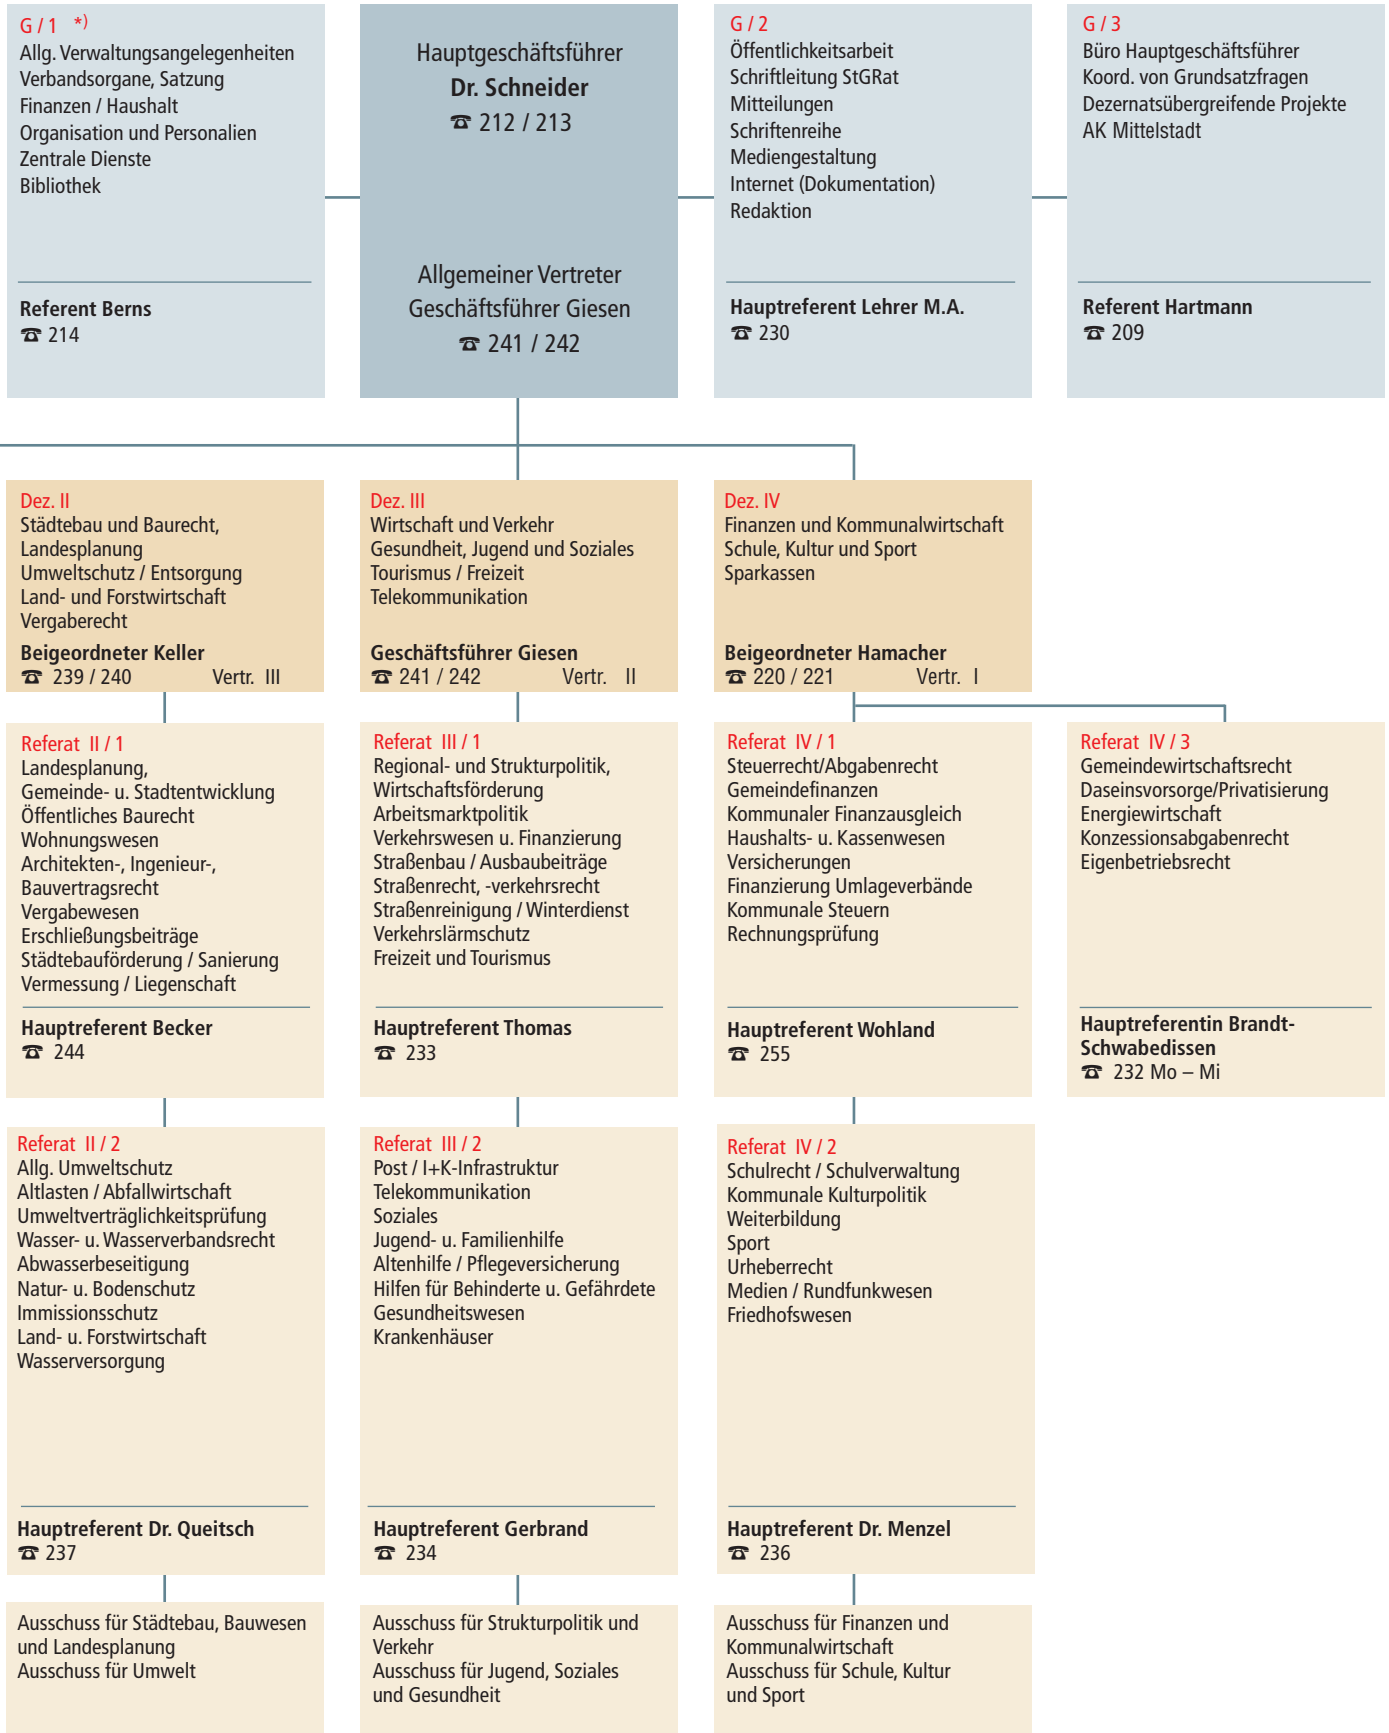 G / 1 *)
Allg. Verwaltungsangelegenheiten
Verbandsorgane, Satzung
Finanzen / Haushalt
Organisation und Personalien
Zentrale Dienste
Bibliothek
Referent Berns
☎ 214
Hauptgeschäftsführer
Dr. Schneider
☎ 212 / 213
Allgemeiner Vertreter
Geschäftsführer Giesen
☎ 241 / 242
G / 2
Öffentlichkeitsarbeit
Schriftleitung StGRat
Mitteilungen
Schriftenreihe
Mediengestaltung
Internet (Dokumentation)
Redaktion
Hauptreferent Lehrer M.A.
☎ 230
G / 3
Büro Hauptgeschäftsführer
Koord. von Grundsatzfragen
Dezernatsübergreifende Projekte
AK Mittelstadt
Referent Hartmann
☎ 209
Dez. II
Städtebau und Baurecht,
Landesplanung
Umweltschutz / Entsorgung
Land- und Forstwirtschaft
Vergaberecht
Beigeordneter Keller
☎ 239 / 240 Vertr. III
Dez. III
Wirtschaft und Verkehr
Gesundheit, Jugend und Soziales
Tourismus / Freizeit
Telekommunikation
Geschäftsführer Giesen
☎ 241 / 242 Vertr. II
Dez. IV
Finanzen und Kommunalwirtschaft
Schule, Kultur und Sport
Sparkassen
Beigeordneter Hamacher
☎ 220 / 221 Vertr. I
Referat II / 1
Landesplanung,
Gemeinde- u. Stadtentwicklung
Öffentliches Baurecht
Wohnungswesen
Architekten-, Ingenieur-,
Bauvertragsrecht
Vergabewesen
Erschließungsbeiträge
Städtebauförderung / Sanierung
Vermessung / Liegenschaft
Hauptreferent Becker
☎ 244
Referat III / 1
Regional- und Strukturpolitik,
Wirtschaftsförderung
Arbeitsmarktpolitik
Verkehrswesen u. Finanzierung
Straßenbau / Ausbaubeiträge
Straßenrecht, -verkehrsrecht
Straßenreinigung / Winterdienst
Verkehrslärmschutz
Freizeit und Tourismus
Hauptreferent Thomas
☎ 233
Referat IV / 1
Steuerrecht/Abgabenrecht
Gemeindefinanzen
Kommunaler Finanzausgleich
Haushalts- u. Kassenwesen
Versicherungen
Finanzierung Umlageverbände
Kommunale Steuern
Rechnungsprüfung
Hauptreferent Wohland
☎ 255
Referat IV / 3
Gemeindewirtschaftsrecht
Daseinsvorsorge/Privatisierung
Energiewirtschaft
Konzessionsabgabenrecht
Eigenbetriebsrecht
Hauptreferentin Brandt-
Schwabedissen
☎ 232 Mo – Mi
Referat II / 2
Allg. Umweltschutz
Altlasten / Abfallwirtschaft
Umweltverträglichkeitsprüfung
Wasser- u. Wasserverbandsrecht
Abwasserbeseitigung
Natur- u. Bodenschutz
Immissionsschutz
Land- u. Forstwirtschaft
Wasserversorgung
Hauptreferent Dr. Queitsch
☎ 237
Referat III / 2
Post / I+K-Infrastruktur
Telekommunikation
Soziales
Jugend- u. Familienhilfe
Altenhilfe / Pflegeversicherung
Hilfen für Behinderte u. Gefährdete
Gesundheitswesen
Krankenhäuser
Hauptreferent Gerbrand
☎ 234
Referat IV / 2
Schulrecht / Schulverwaltung
Kommunale Kulturpolitik
Weiterbildung
Sport
Urheberrecht
Medien / Rundfunkwesen
Friedhofswesen
Hauptreferent Dr. Menzel
☎ 236
Ausschuss für Städtebau, Bauwesen
und Landesplanung
Ausschuss für Umwelt
Ausschuss für Strukturpolitik und
Verkehr
Ausschuss für Jugend, Soziales
und Gesundheit
Ausschuss für Finanzen und
Kommunalwirtschaft
Ausschuss für Schule, Kultur
und Sport